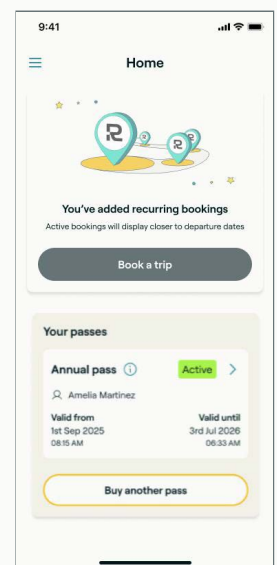 9:41
Home
You've added recurring bookings
Active bookings will display closer to departure dates
Book a trip
Your passes
Annual pass
Active
Amelia Martinez
Valid from Valid until
1st Sep 2025 3rd Jul 2026
08:15 AM 06:33 AM
Buy another pass